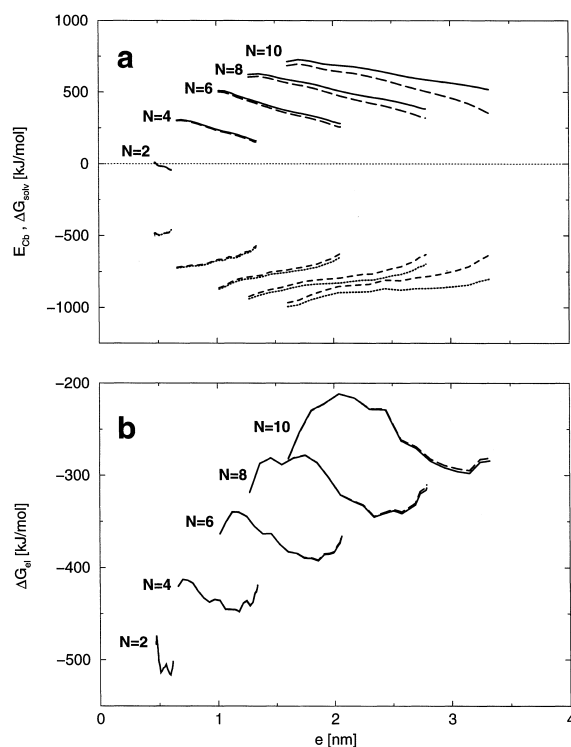 a
N=10
N=8
N=6
N=4
N=2
1000
500
0
−500
−1000
E_Cb , ΔG_solv [kJ/mol]
b
N=10
N=8
N=6
N=4
N=2
−200
−300
−400
−500
ΔG_el [kJ/mol]
0 1 2 3 4
e [nm]